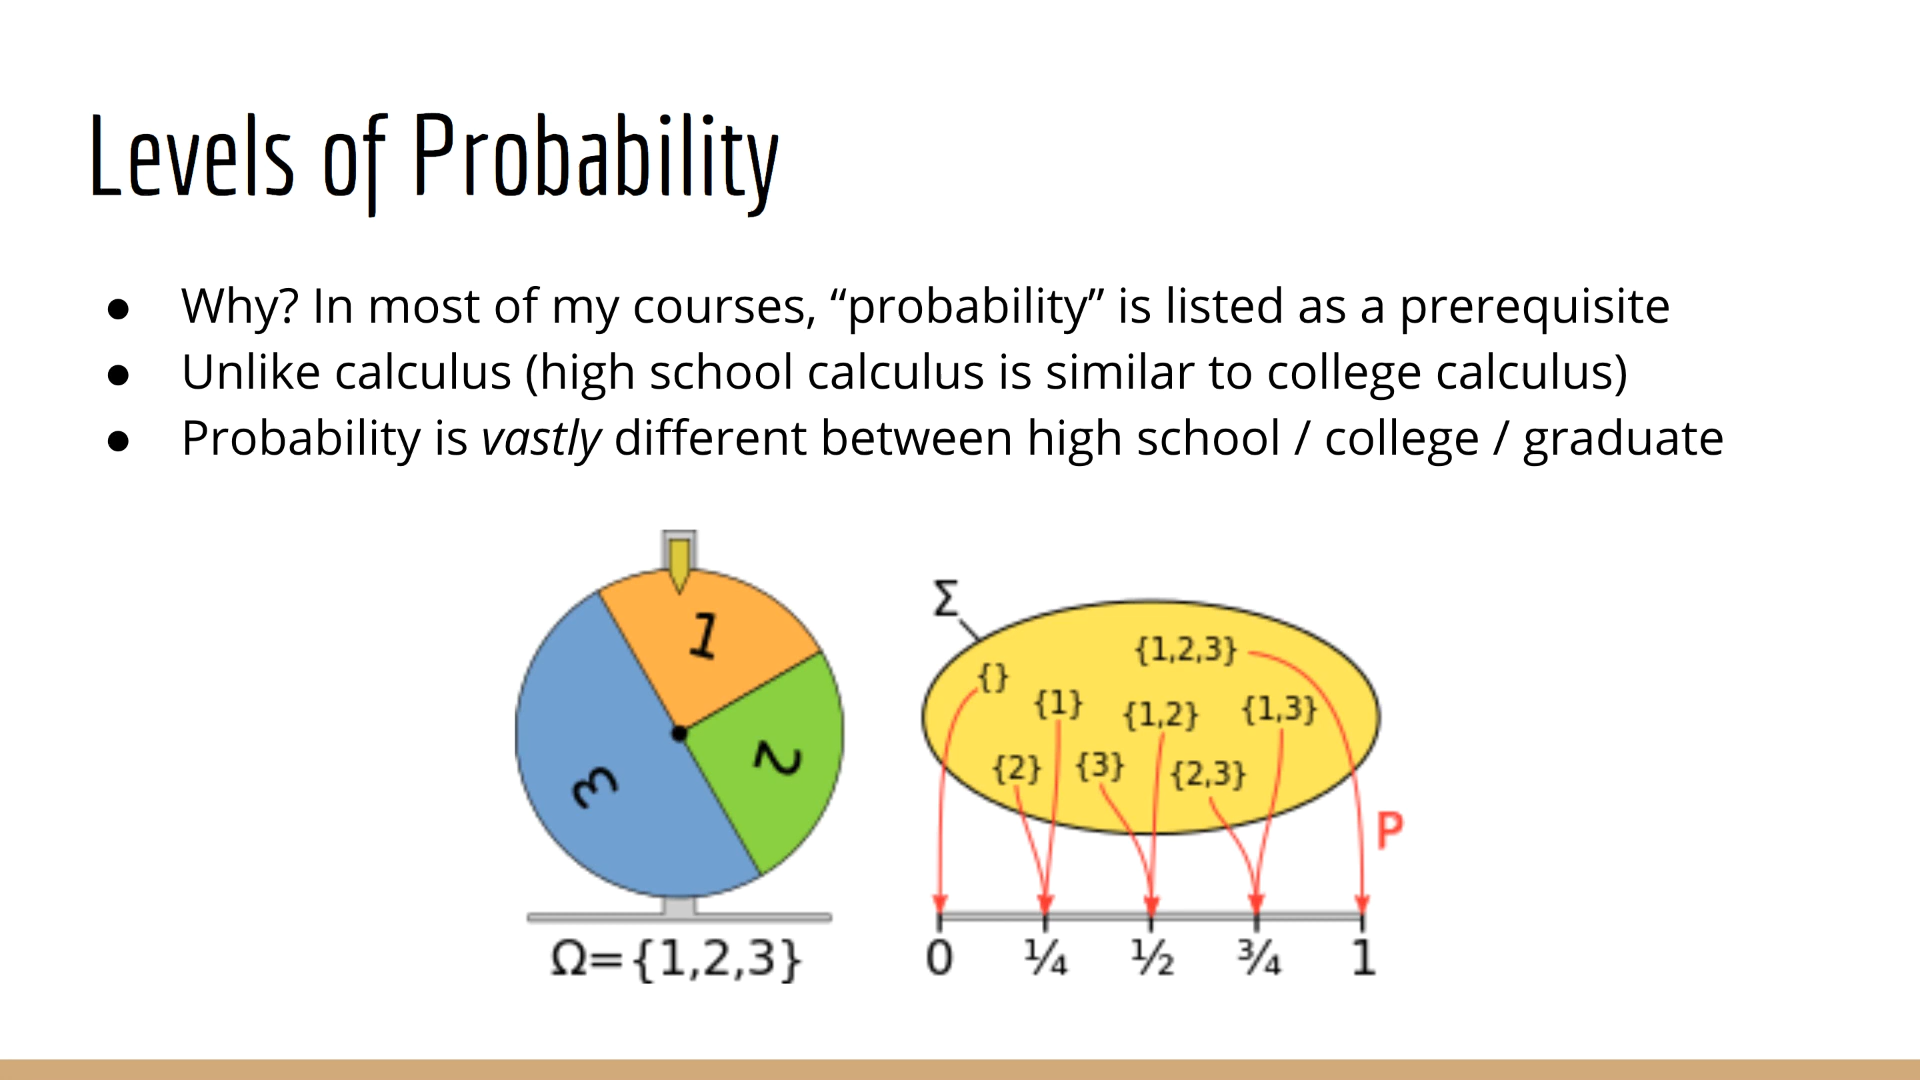 Levels of Probability
● Why? In most of my courses, “probability” is listed as a prerequisite
● Unlike calculus (high school calculus is similar to college calculus)
● Probability is vastly different between high school / college / graduate
1
2
3
Ω={1,2,3}
Σ
{1,2,3}
{}
{1}
{1,2}
{1,3}
{2}
{3}
{2,3}
P
0 ¼ ½ ¾ 1